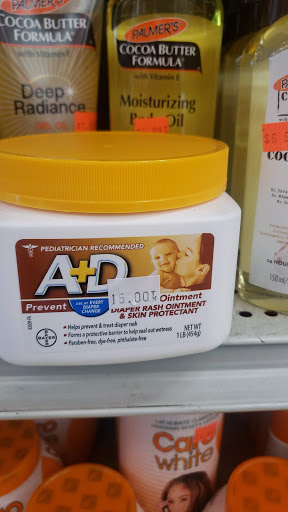 PALMER'S
COCOA BUTTER
FORMULA
Deep
Radiance
PALMER'S
COCOA BUTTER
FORMULA
with Vitamin E
Moisturizing
Body Oil
PEDIATRICIAN RECOMMENDED
A+D
15.00
Prevent
USE AT EVERY
DIAPER
CHANGE
Ointment
DIAPER RASH OINTMENT
& SKIN PROTECTANT
BAYER
• Helps prevent & treat diaper rash
• Forms a protective barrier to help seal out wetness
• Paraben-free, dye-free, phthalate-free
NET WT
1 LB (454g)
150 ml
Caro
white